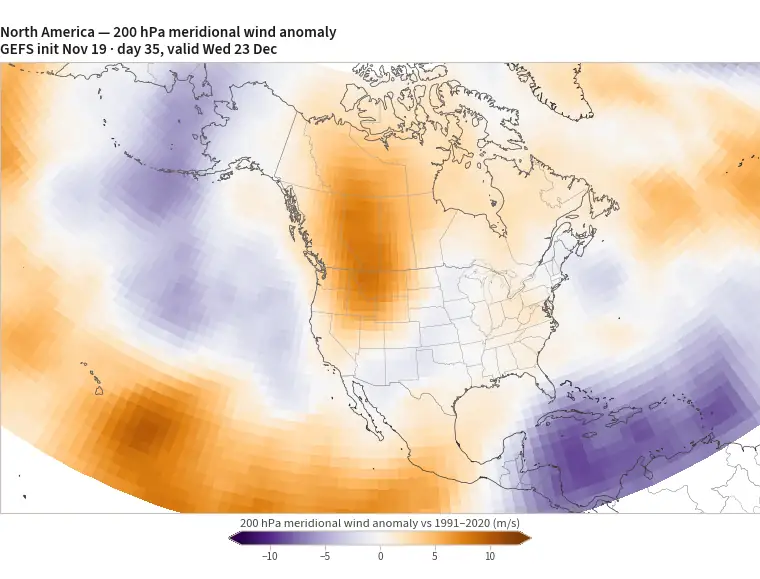 North America — 200 hPa meridional wind anomaly
GEFS init Nov 19 · day 35, valid Wed 23 Dec
200 hPa meridional wind anomaly vs 1991–2020 (m/s)
−10 −5 0 5 10